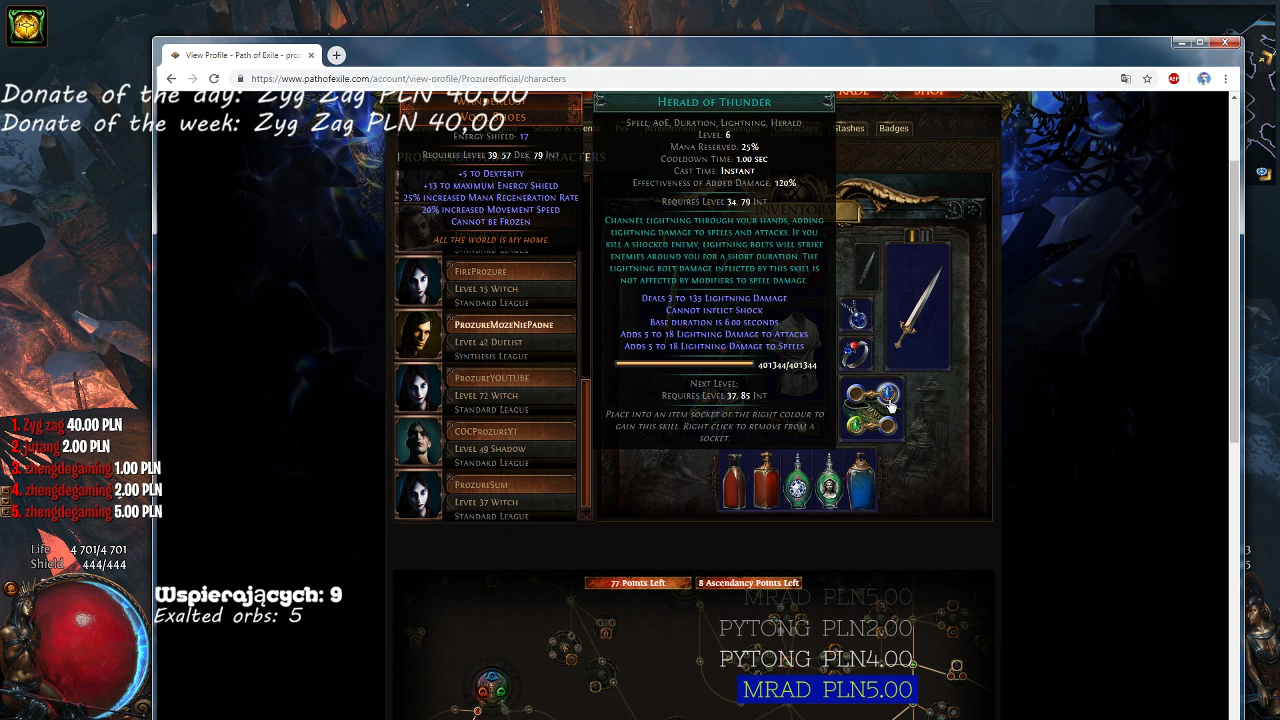 View Profile - Path of Exile - pro
https://www.pathofexile.com/account/view-profile/Prozureofficial/characters
Donate of the day: Zyg Zag PLN 40,00
Donate of the week: Zyg Zag PLN 40,00
Wanderlust
Wool Shoes
Energy Shield: 17
Requires Level 39, 57 Dex, 79 Int
+5 to Dexterity
+13 to maximum Energy Shield
25% increased Mana Regeneration Rate
20% increased Movement Speed
Cannot be Frozen
All the world is my home.
Standard League
FireProzure
Level 15 Witch
Standard League
ProzureMozeNiePadne
Level 42 Duelist
Synthesis League
ProzureYOUTUBE
Level 72 Witch
Standard League
COCProzureYT
Level 49 Shadow
Standard League
ProzureSum
Level 37 Witch
Standard League
Herald of Thunder
Spell, AoE, Duration, Lightning, Herald
Level: 6
Mana Reserved: 25%
Cooldown Time: 1.00 sec
Cast Time: Instant
Effectiveness of Added Damage: 120%
Requires Level 34, 79 Int
Channel lightning through your hands, adding
lightning damage to spells and attacks. If you
kill a shocked enemy, lightning bolts will strike
enemies around you for a short duration. The
lightning bolt damage inflicted by this skill is
not affected by modifiers to spell damage.
Deals 3 to 135 Lightning Damage
Cannot inflict Shock
Base duration is 6.00 seconds
Adds 5 to 18 Lightning Damage to Attacks
Adds 5 to 18 Lightning Damage to Spells
401344/401344
Next Level:
Requires Level 37, 85 Int
Place into an item socket of the right colour to
gain this skill. Right click to remove from a
socket.
Trade
Shop
Stashes
Badges
Inventory
1. Zyg zag 40.00 PLN
2. jutang 2.00 PLN
3. zhengdegaming 1.00 PLN
4. zhengdegaming 2.00 PLN
5. zhengdegaming 5.00 PLN
Life 4 701/4 701
Shield 444/444
Wspierających: 9
Exalted orbs: 5
77 Points Left
8 Ascendancy Points Left
MRAD PLN5.00
PYTONG PLN2.00
PYTONG PLN4.00
MRAD PLN5.00